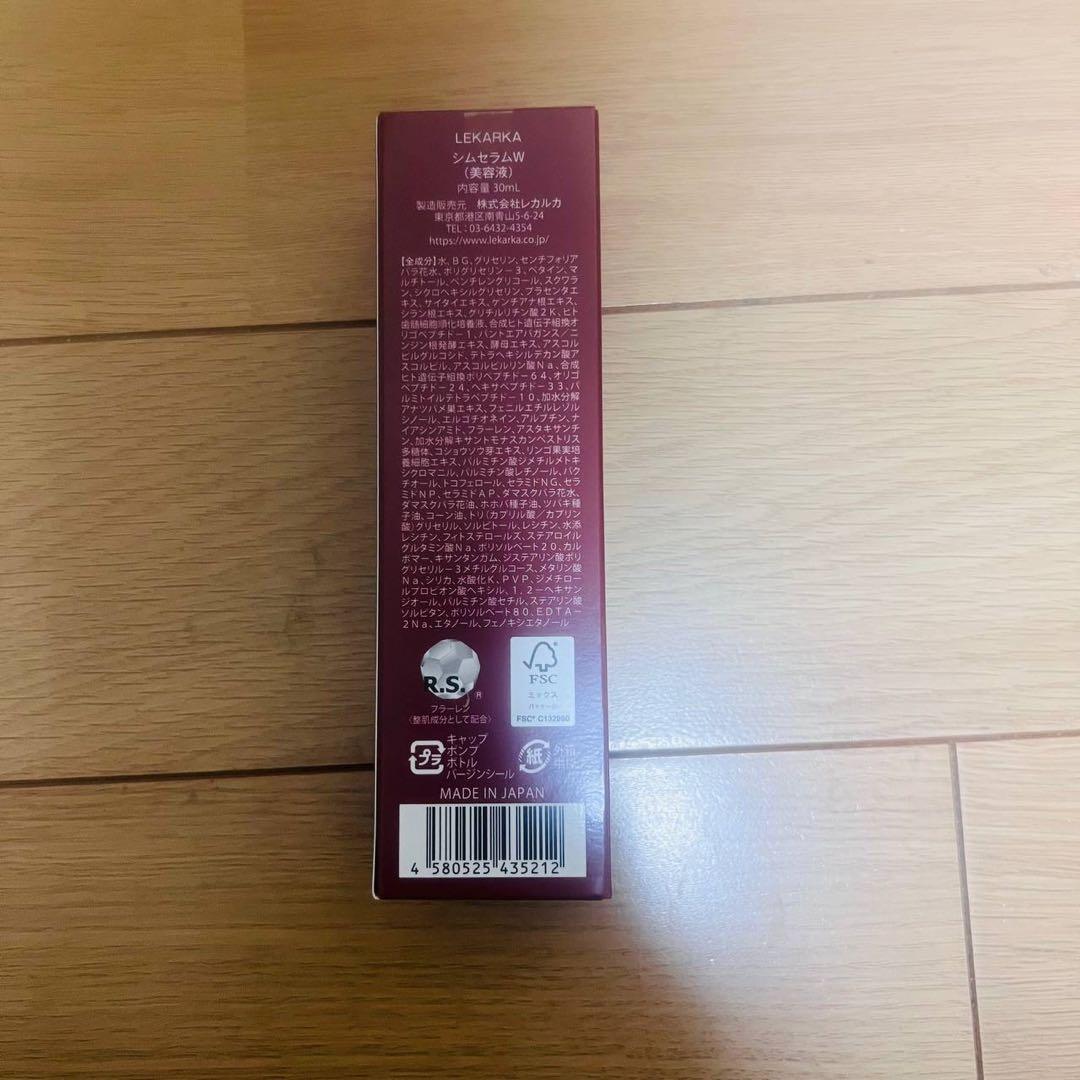 LEKARKA
シムセラムW
(美容液)
内容量 30mL
製造販売元 株式会社レカルカ
東京都港区南青山5-6-24
TEL:03-6432-4354
https://www.lekarka.co.jp/
【全成分】水、BG、グリセリン、センチフォリア
バラ花水、ポリグリセリン-3、ベタイン、マ
ルチトール、ペンチレングリコール、スクワラ
ン、シクロヘキシルグリセリン、プラセンタエ
キス、サイタイエキス、ゲンチアナ根エキス、
シラン根エキス、グリチルリチン酸2K、ヒト
歯髄細胞順化培養液、合成ヒト遺伝子組換オ
リゴペプチド-1、パントエアバガンス/ニ
ンジン根発酵エキス、酵母エキス、アスコル
ビルグルコシド、テトラヘキシルデカン酸ア
スコルビル、アスコルビルリン酸Na、合成
ヒト遺伝子組換ポリペプチド-64、オリゴ
ペプチド-24、ヘキサペプチド-33、パ
ルミトイルテトラペプチド-10、加水分解
アナツバメ巣エキス、フェニルエチルレゾル
シノール、エルゴチオネイン、アルブチン、ナ
イアシンアミド、フラーレン、アスタキサンチ
ン、加水分解キサントモナスカンペストリス
多糖体、コショウソウ芽エキス、リンゴ果実培
養細胞エキス、パルミチン酸ジメチルメトキ
シクロマニル、パルミチン酸レチノール、バク
チオール、トコフェロール、セラミドNG、セラ
ミドNP、セラミドAP、ダマスクバラ花水、
ダマスクバラ花油、ホホバ種子油、ツバキ種
子油、コーン油、トリ(カプリル酸/カプリン
酸)グリセリル、ソルビトール、レシチン、水添
レシチン、フィトステロールズ、ステアロイル
グルタミン酸Na、ポリソルベート20、カル
ボマー、キサンタンガム、ジステアリン酸ポリ
グリセリル-3メチルグルコース、メタリン酸
Na、シリカ、水酸化K、PVP、ジメチロー
ルプロピオン酸ヘキシル、1,2-ヘキサン
ジオール、パルミチン酸セチル、ステアリン酸
ソルビタン、ポリソルベート80、EDTA-
2Na、エタノール、フェノキシエタノール
R.S.®
フラーレン
〈整肌成分として配合〉
FSC
ミックス
FSC® C132960
プラ
キャップ
ポンプ
ボトル
バージンシール
紙
外箱
MADE IN JAPAN
4 580525 435212